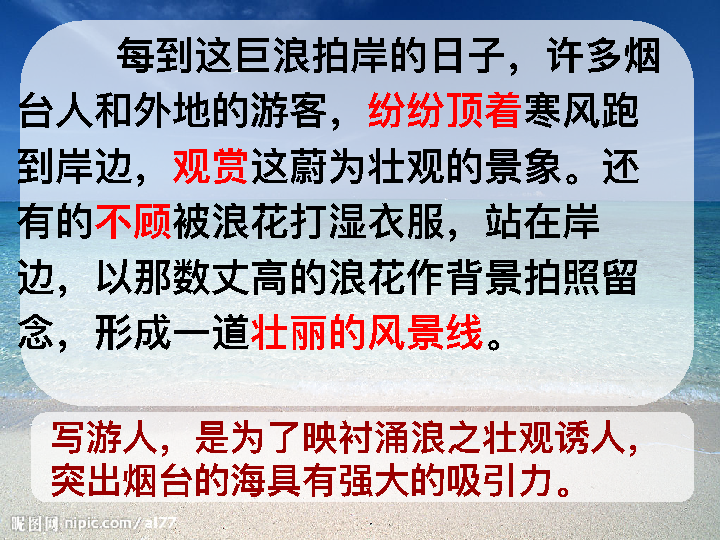 每到这巨浪拍岸的日子，许多烟
台人和外地的游客，纷纷顶着寒风跑
到岸边，观赏这蔚为壮观的景象。还
有的不顾被浪花打湿衣服，站在岸
边，以那数丈高的浪花作背景拍照留
念，形成一道壮丽的风景线。
写游人，是为了映衬涌浪之壮观诱人，
突出烟台的海具有强大的吸引力。
昵图网 nipic.com/al77